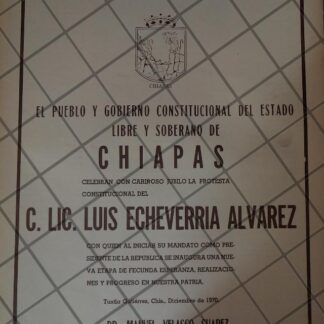 CHIAPAS
EL PUEBLO Y GOBIERNO CONSTITUCIONAL DEL ESTADO
LIBRE Y SOBERANO DE
CHIAPAS
CELEBRAN CON CARIÑOSO JUBILO LA PROTESTA
CONSTITUCIONAL DEL
C. LIC. LUIS ECHEVERRIA ALVAREZ
CON QUIEN AL INICIAR SU MANDATO COMO PRE-
SIDENTE DE LA REPUBLICA SE INAUGURA UNA NUE-
VA ETAPA DE FECUNDA ESPERANZA, REALIZACIO-
NES Y PROGRESO EN NUESTRA PATRIA.
Tuxtla Gutiérrez, Chis., Diciembre de 1970.
DR. MANUEL VELASCO SUAREZ